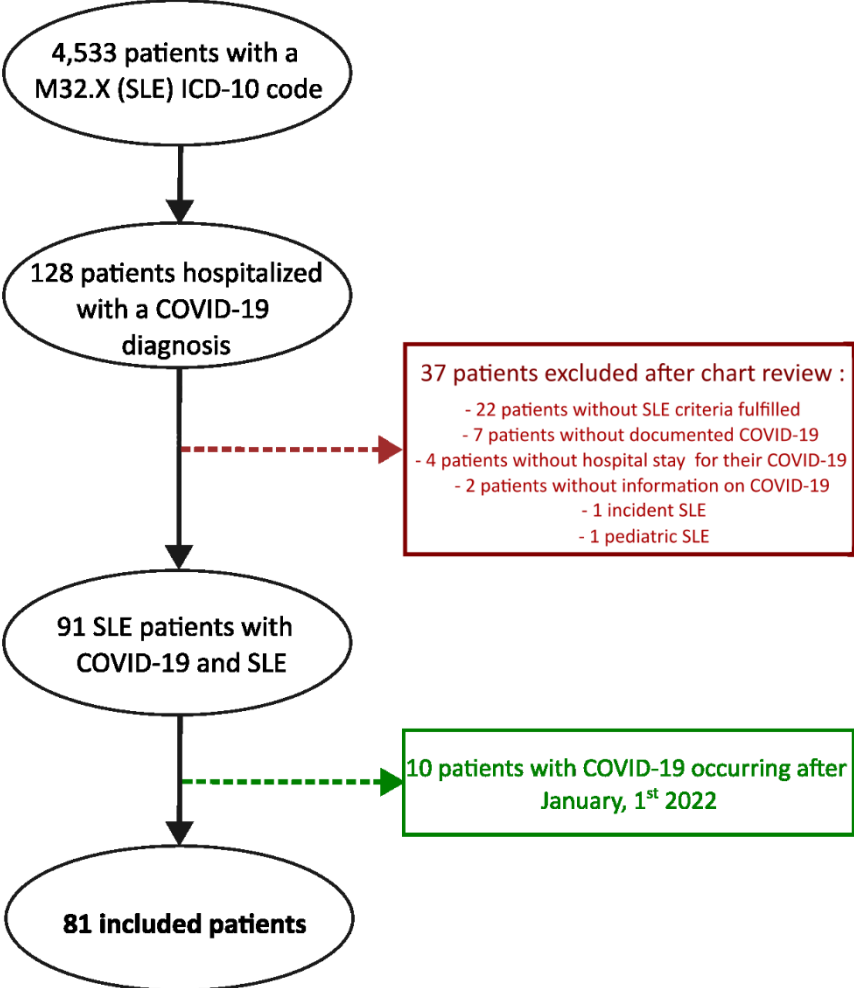 4,533 patients with a
M32.X (SLE) ICD-10 code
128 patients hospitalized
with a COVID-19
diagnosis
37 patients excluded after chart review :
- 22 patients without SLE criteria fulfilled
- 7 patients without documented COVID-19
- 4 patients without hospital stay for their COVID-19
- 2 patients without information on COVID-19
- 1 incident SLE
- 1 pediatric SLE
91 SLE patients with
COVID-19 and SLE
10 patients with COVID-19 occurring after
January, 1st 2022
81 included patients